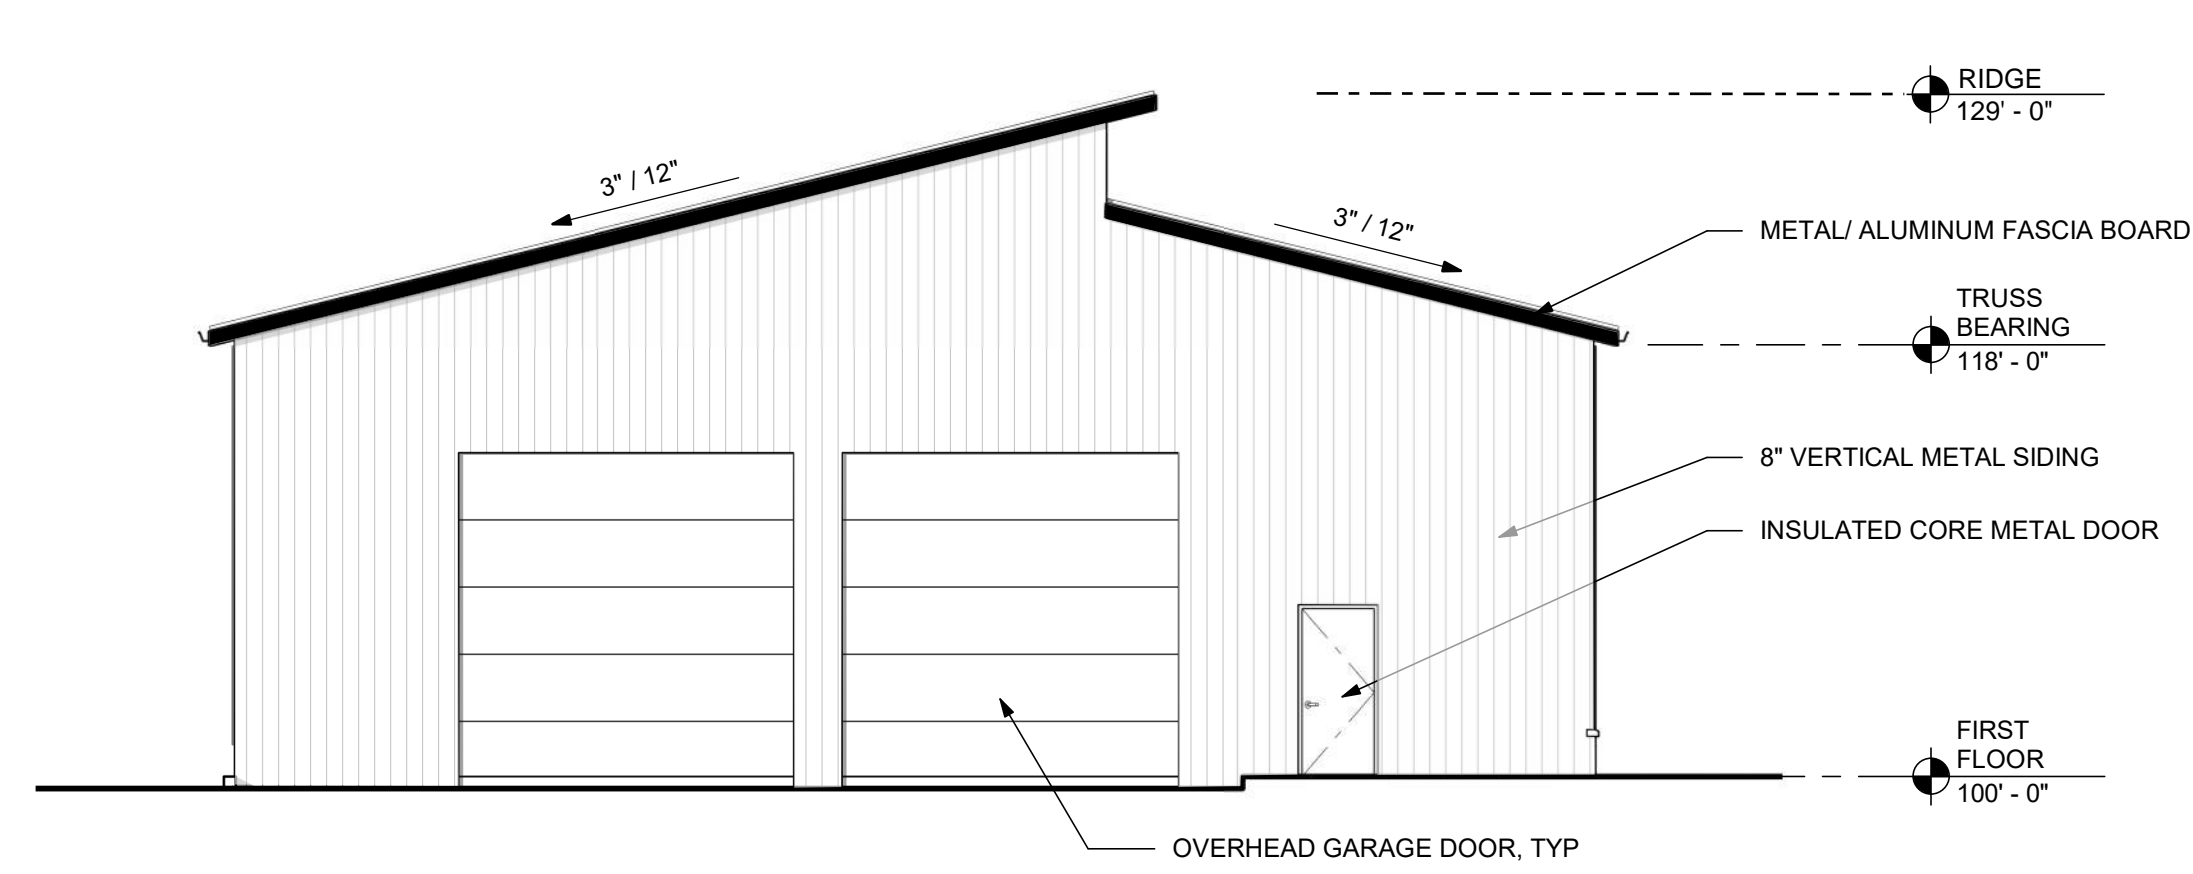 RIDGE
129' - 0"
3" / 12"
3" / 12"
METAL/ ALUMINUM FASCIA BOARD
TRUSS
BEARING
118' - 0"
8" VERTICAL METAL SIDING
INSULATED CORE METAL DOOR
FIRST
FLOOR
100' - 0"
OVERHEAD GARAGE DOOR, TYP